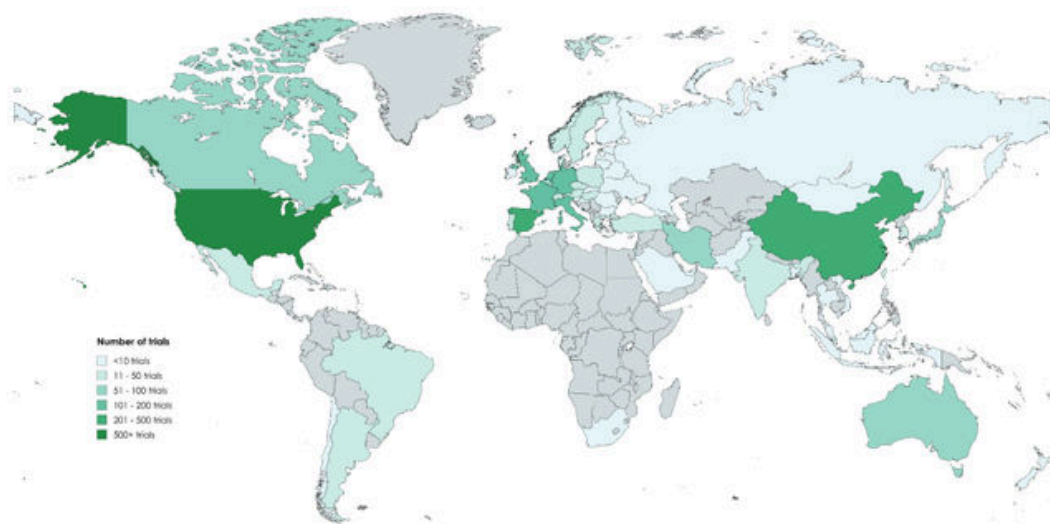 Number of trials
<10 trials
11 - 50 trials
51 - 100 trials
101 - 200 trials
201 - 500 trials
500+ trials